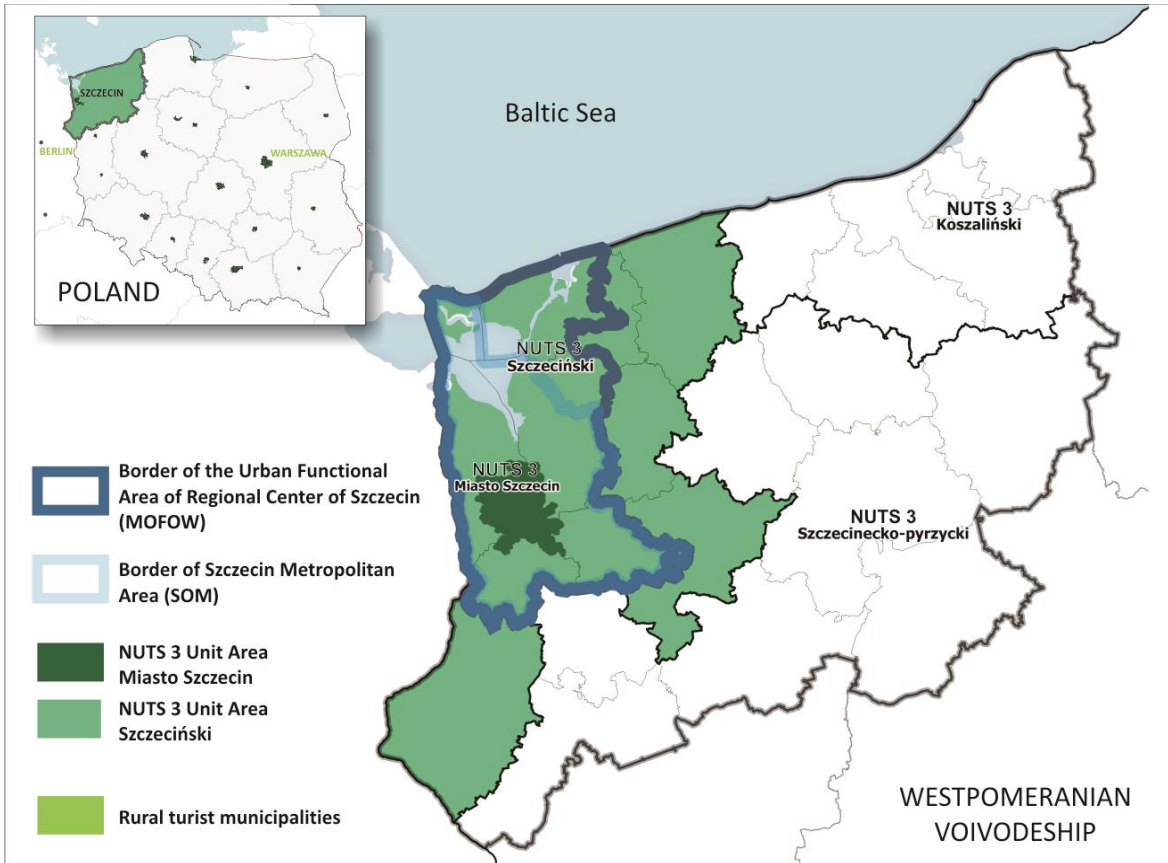 SZCZECIN
BERLIN
WARSZAWA
POLAND
Baltic Sea
NUTS 3
Koszaliński
NUTS 3
Szczeciński
NUTS 3
Miasto Szczecin
NUTS 3
Szczecinecko-pyrzycki
Border of the Urban Functional
Area of Regional Center of Szczecin
(MOFOW)
Border of Szczecin Metropolitan
Area (SOM)
NUTS 3 Unit Area
Miasto Szczecin
NUTS 3 Unit Area
Szczeciński
Rural turist municipalities
WESTPOMERANIAN
VOIVODESHIP